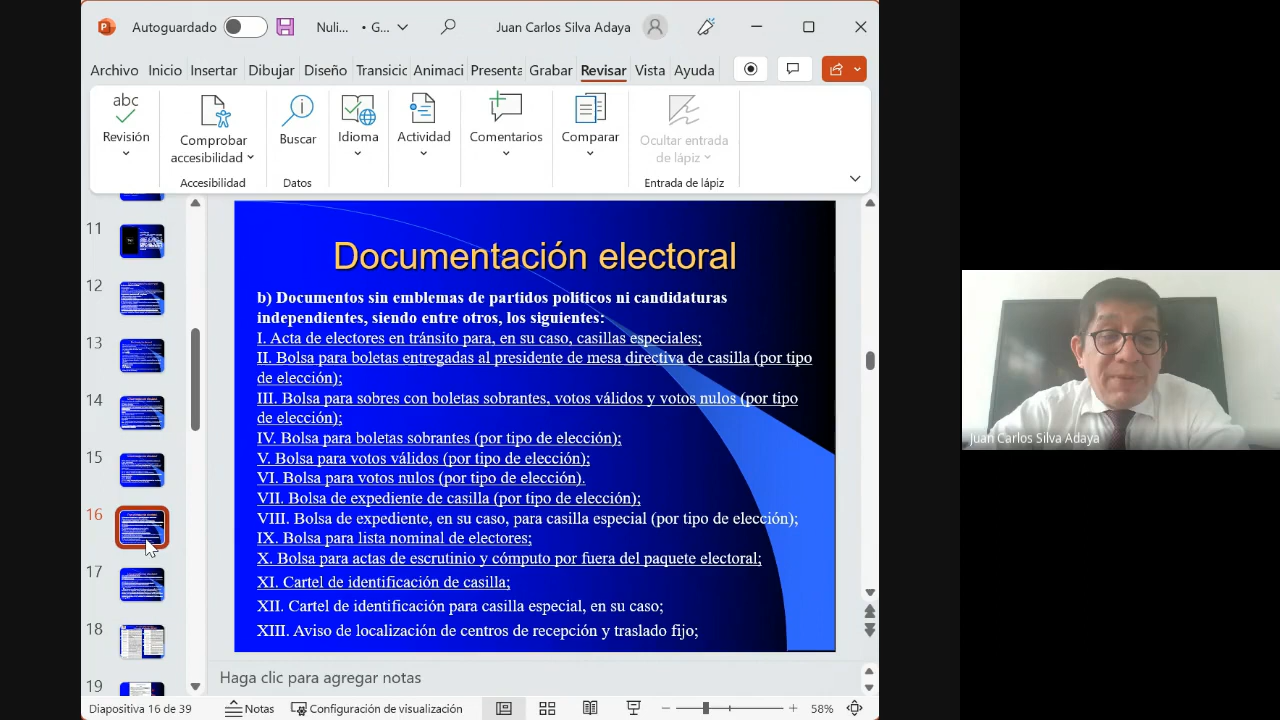 Autoguardado
Nuli... • G...
Juan Carlos Silva Adaya
Archivo Inicio Insertar Dibujar Diseño Transicic Animaci Presenta Grabar Revisar Vista Ayuda
abc
Revisión
Comprobar
accesibilidad
Accesibilidad
Buscar
Datos
Idioma
Actividad
Comentarios
Comparar
Ocultar entrada
de lápiz
Entrada de lápiz
11
12
13
14
15
16
17
18
19
Documentación electoral
b) Documentos sin emblemas de partidos políticos ni candidaturas
independientes, siendo entre otros, los siguientes:
I. Acta de electores en tránsito para, en su caso, casillas especiales;
II. Bolsa para boletas entregadas al presidente de mesa directiva de casilla (por tipo
de elección);
III. Bolsa para sobres con boletas sobrantes, votos válidos y votos nulos (por tipo
de elección);
IV. Bolsa para boletas sobrantes (por tipo de elección);
V. Bolsa para votos válidos (por tipo de elección);
VI. Bolsa para votos nulos (por tipo de elección).
VII. Bolsa de expediente de casilla (por tipo de elección);
VIII. Bolsa de expediente, en su caso, para casilla especial (por tipo de elección);
IX. Bolsa para lista nominal de electores;
X. Bolsa para actas de escrutinio y cómputo por fuera del paquete electoral;
XI. Cartel de identificación de casilla;
XII. Cartel de identificación para casilla especial, en su caso;
XIII. Aviso de localización de centros de recepción y traslado fijo;
Haga clic para agregar notas
Diapositiva 16 de 39
Notas
Configuración de visualización
58%
Juan Carlos Silva Adaya